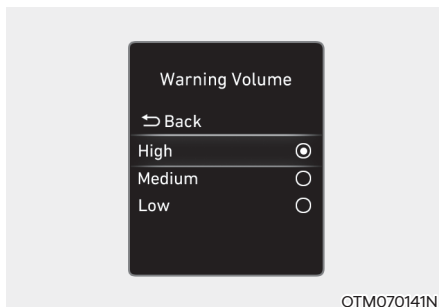 Warning Volume
Back
High
Medium
Low
OTM070141N